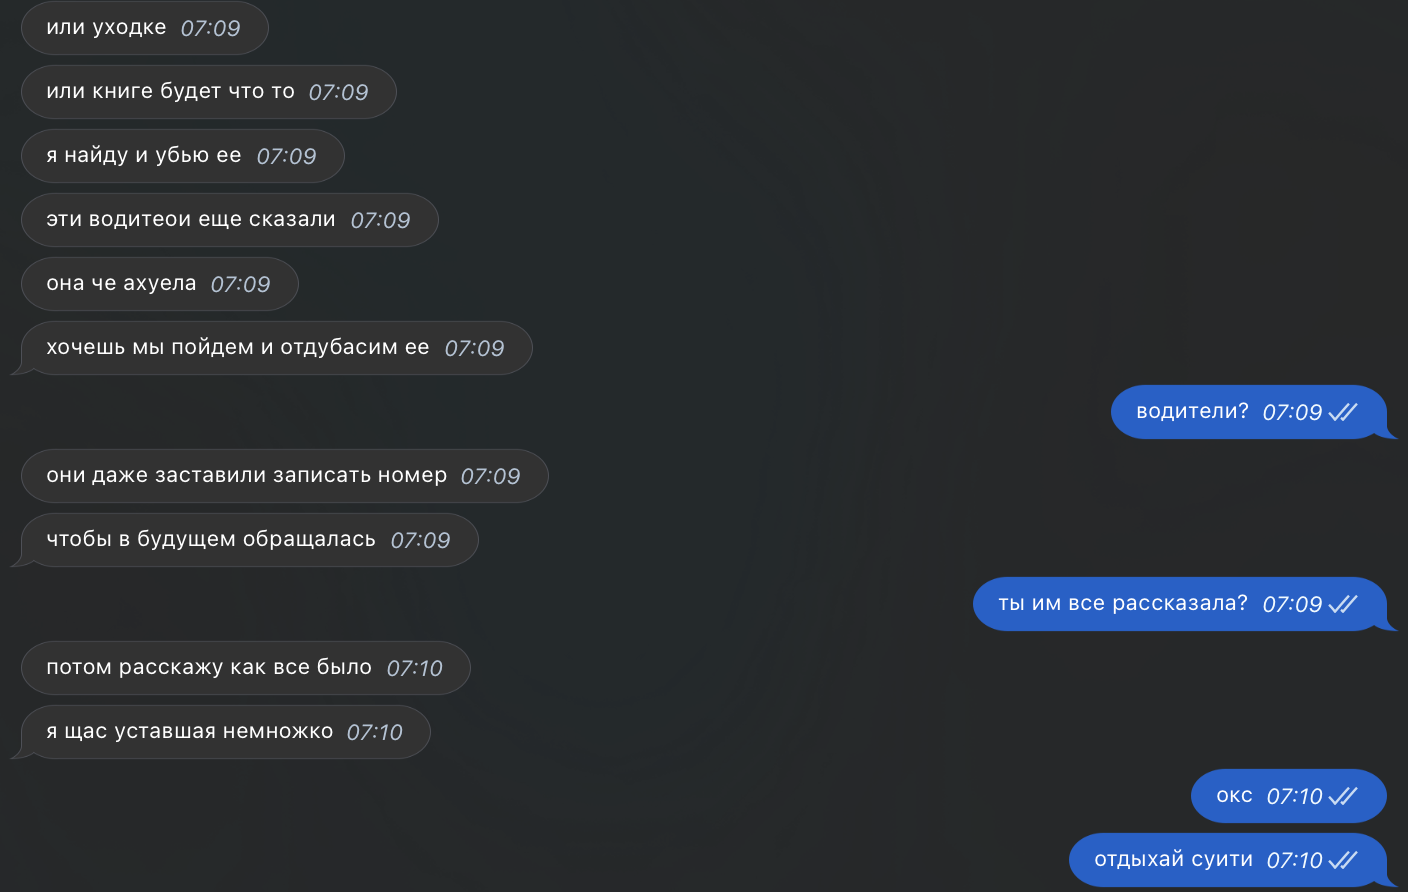 или уходке 07:09
или книге будет что то 07:09
я найду и убью ее 07:09
эти водитеои еще сказали 07:09
она че ахуела 07:09
хочешь мы пойдем и отдубасим ее 07:09
водители? 07:09
они даже заставили записать номер 07:09
чтобы в будущем обращалась 07:09
ты им все рассказала? 07:09
потом расскажу как все было 07:10
я щас уставшая немножко 07:10
окс 07:10
отдыхай суити 07:10